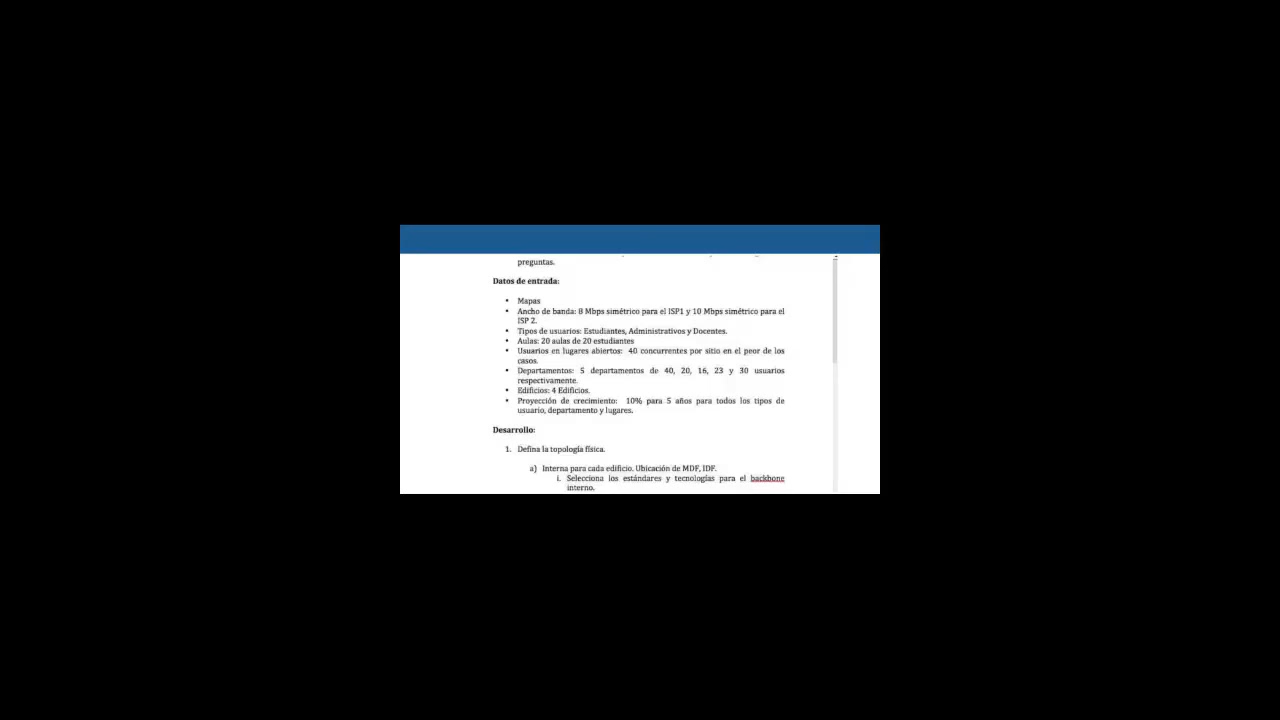 preguntas.
Datos de entrada:
• Mapas
• Ancho de banda: 8 Mbps simétrico para el ISP1 y 10 Mbps simétrico para el
ISP 2.
• Tipos de usuarios: Estudiantes, Administrativos y Docentes.
• Aulas: 20 aulas de 20 estudiantes
• Usuarios en lugares abiertos: 40 concurrentes por sitio en el peor de los
casos.
• Departamentos: 5 departamentos de 40, 20, 16, 23 y 30 usuarios
respectivamente.
• Edificios: 4 Edificios.
• Proyección de crecimiento: 10% para 5 años para todos los tipos de
usuario, departamento y lugares.
Desarrollo:
1. Defina la topología física.
a) Interna para cada edificio. Ubicación de MDF, IDF.
i. Selecciona los estándares y tecnologías para el backbone
interno.